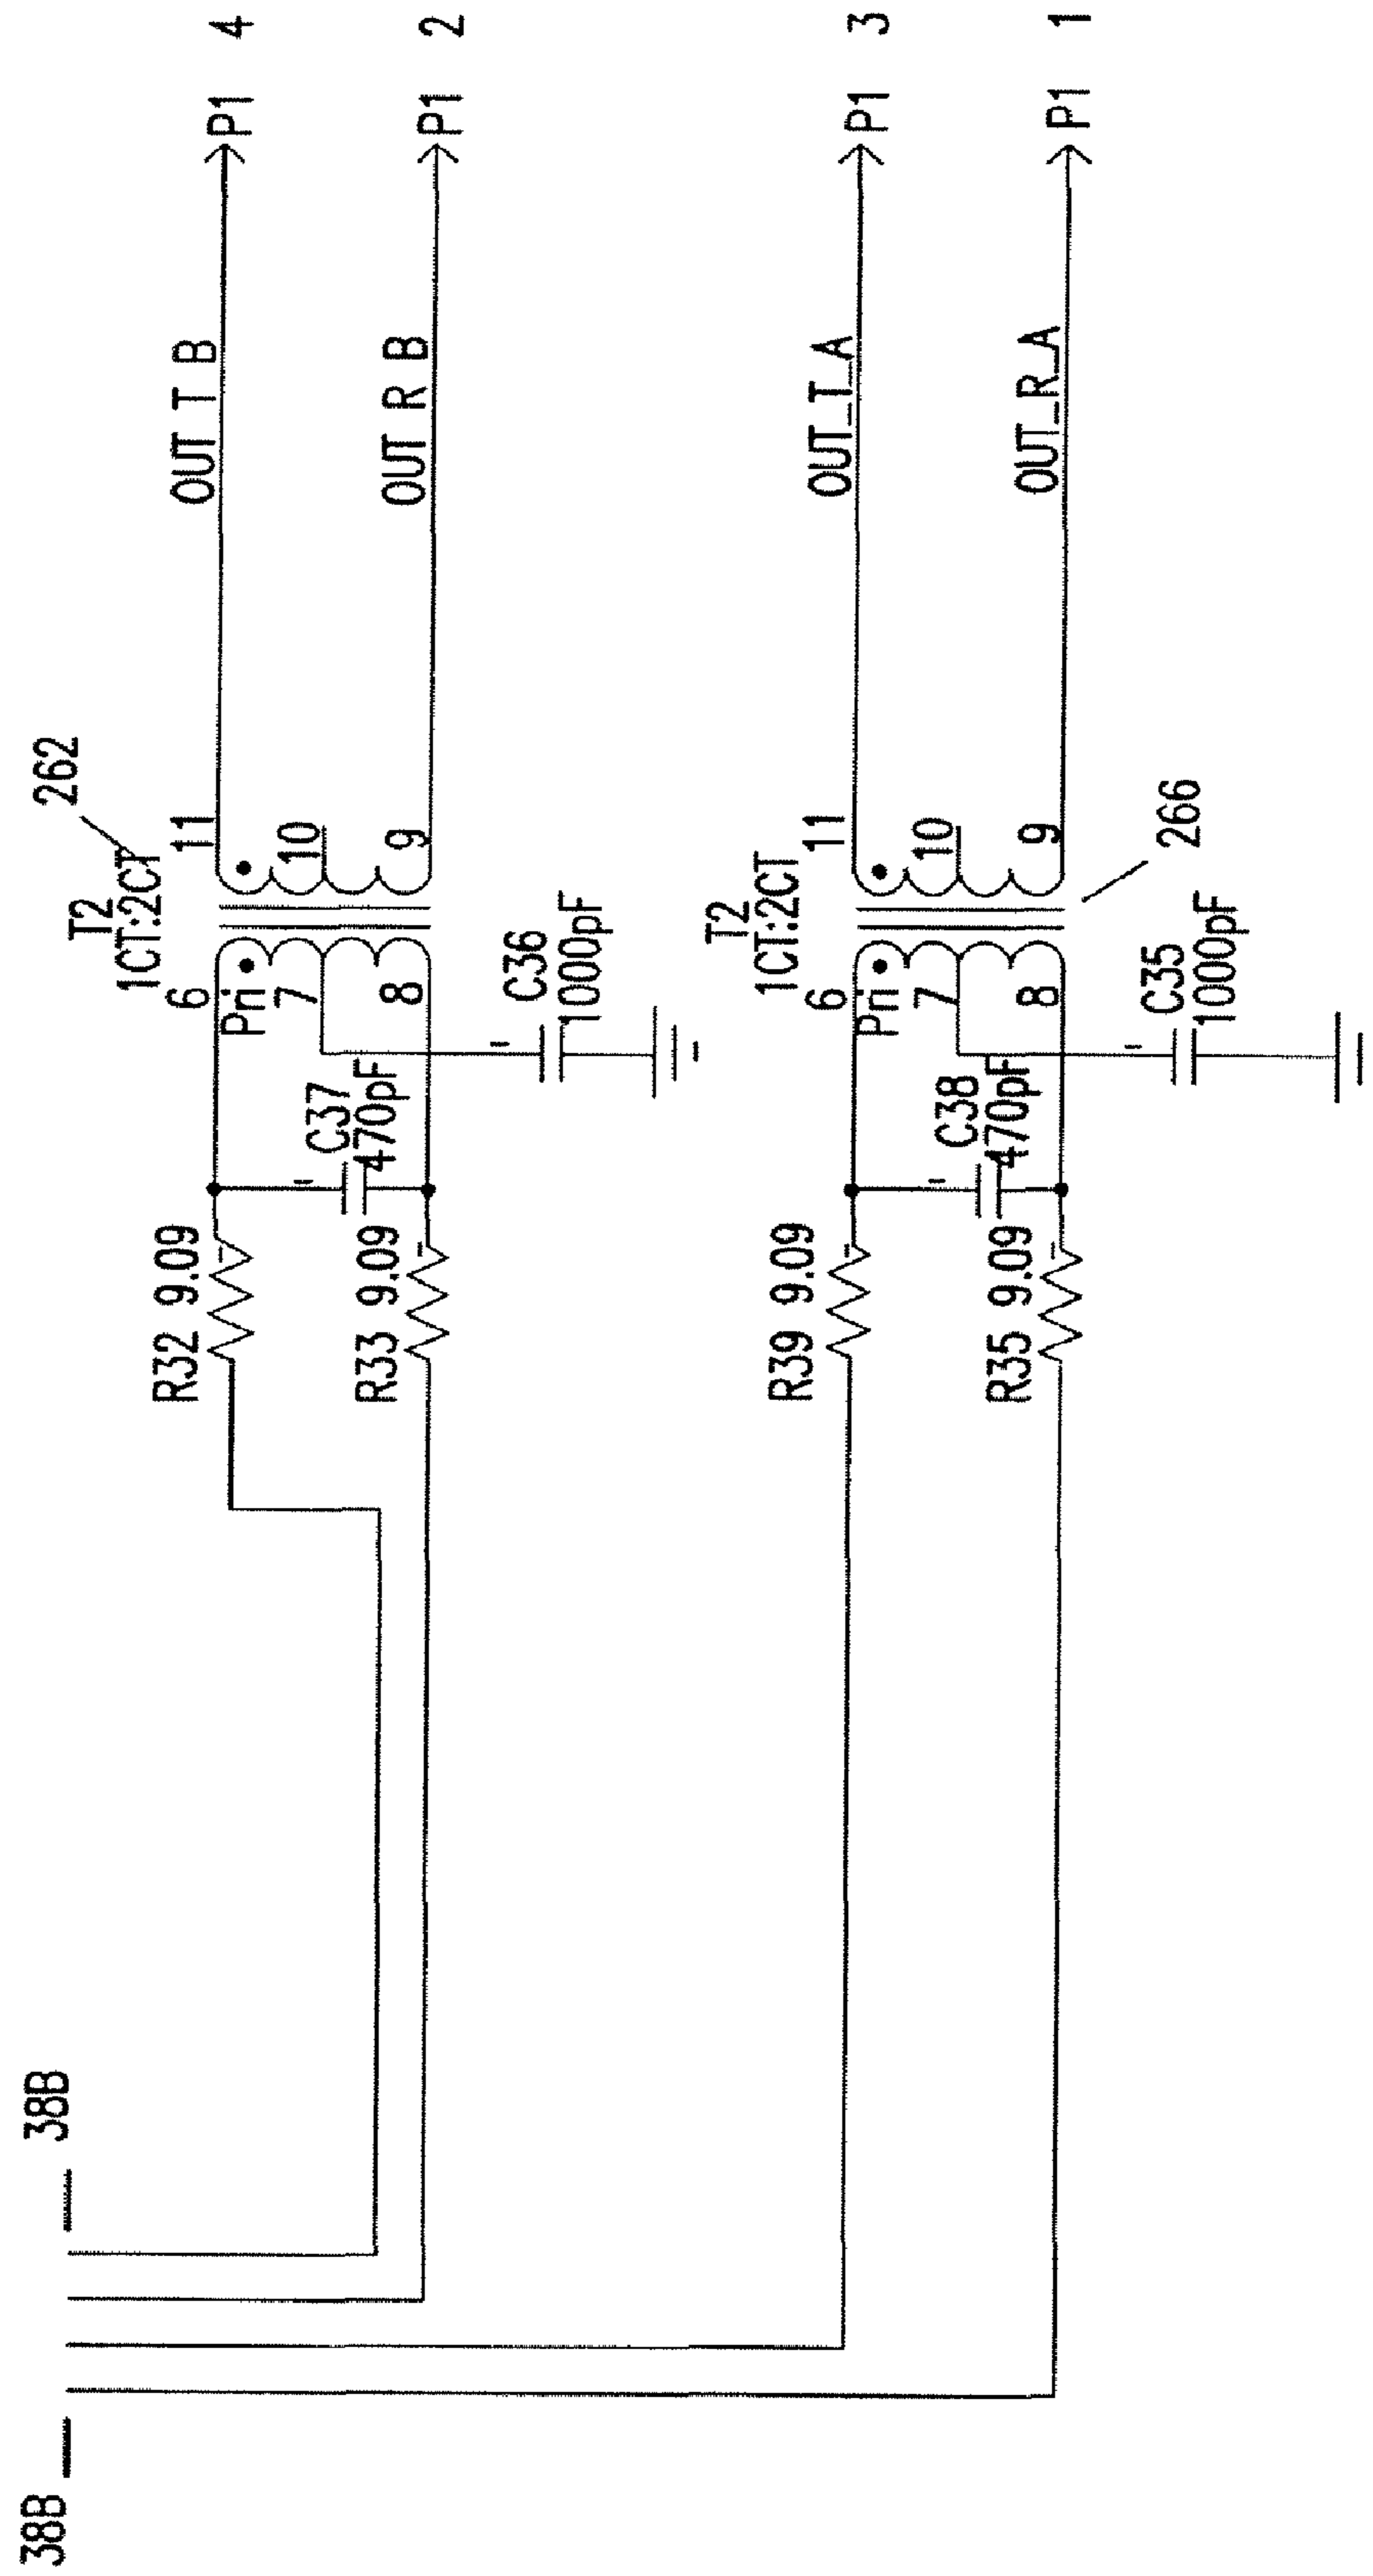 38B
38B
R32 9.09
C37
470pF
T2
1CT:2CT
262
6
Pri
7
8
11
10
9
C36
1000pF
OUT T B
P1 4
R33 9.09
OUT R B
P1 2
R39 9.09
C38
470pF
T2
1CT:2CT
6
Pri
7
8
11
10
9
266
C35
1000pF
OUT_T_A
P1 3
R35 9.09
OUT_R_A
P1 1